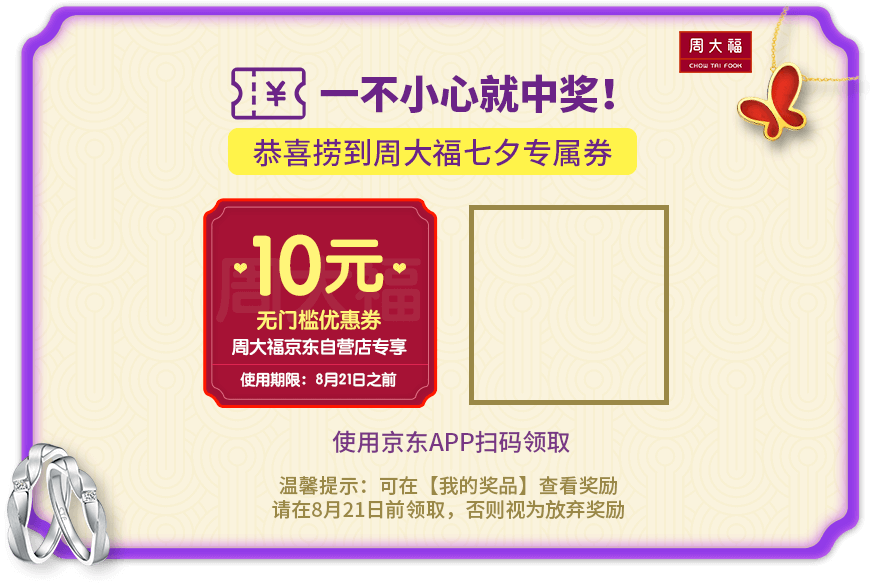 周大福
CHOW TAI FOOK
¥
一不小心就中奖！
恭喜捞到周大福七夕专属券
周大福
10元
无门槛优惠券
周大福京东自营店专享
使用期限：8月21日之前
使用京东APP扫码领取
温馨提示：可在【我的奖品】查看奖励
请在8月21日前领取，否则视为放弃奖励